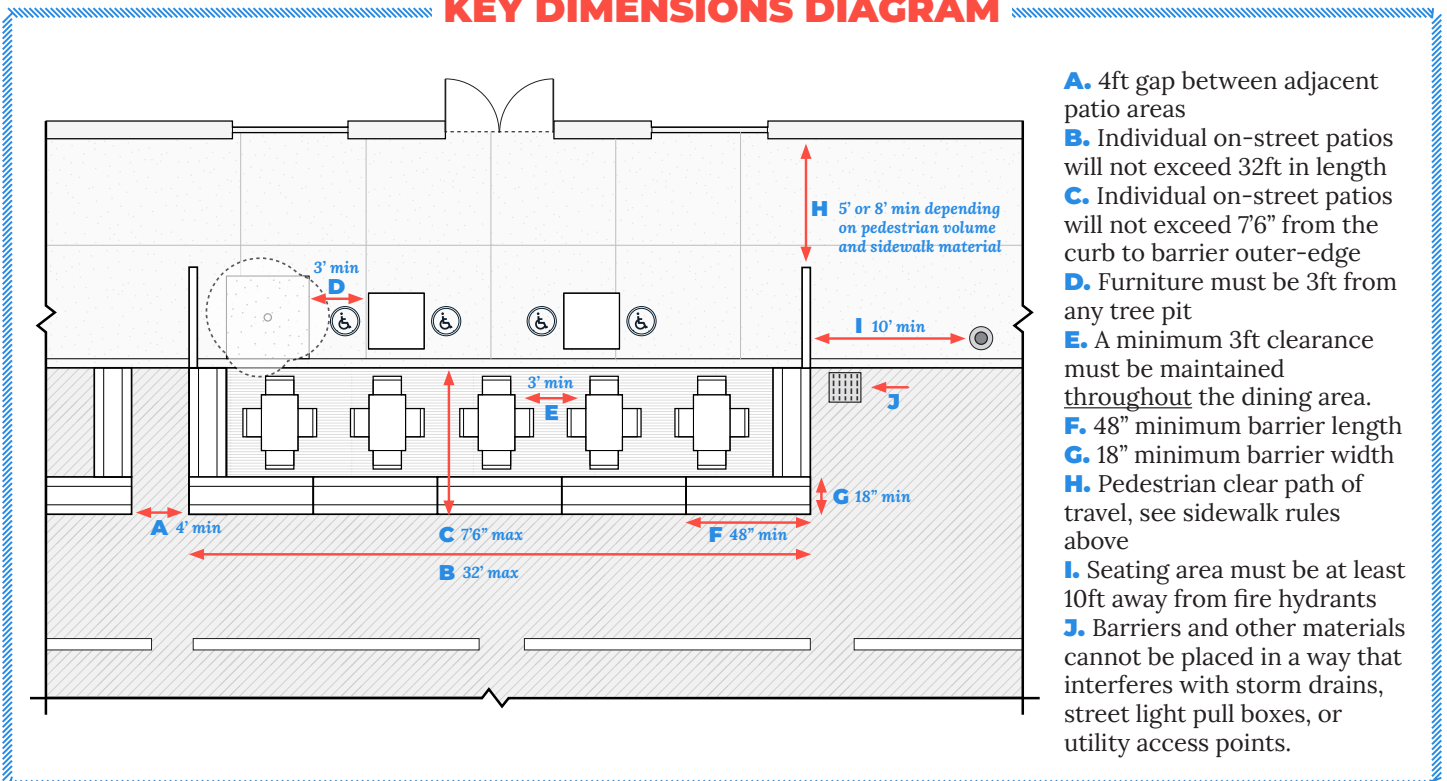 KEY DIMENSIONS DIAGRAM
H 5’ or 8’ min depending
on pedestrian volume
and sidewalk material
3’ min
D
I 10’ min
3’ min
E
J
G 18” min
A 4’ min
C 7’6” max
F 48” min
B 32’ max
A. 4ft gap between adjacent
patio areas
B. Individual on-street patios
will not exceed 32ft in length
C. Individual on-street patios
will not exceed 7’6” from the
curb to barrier outer-edge
D. Furniture must be 3ft from
any tree pit
E. A minimum 3ft clearance
must be maintained
throughout the dining area.
F. 48” minimum barrier length
G. 18” minimum barrier width
H. Pedestrian clear path of
travel, see sidewalk rules
above
I. Seating area must be at least
10ft away from fire hydrants
J. Barriers and other materials
cannot be placed in a way that
interferes with storm drains,
street light pull boxes, or
utility access points.